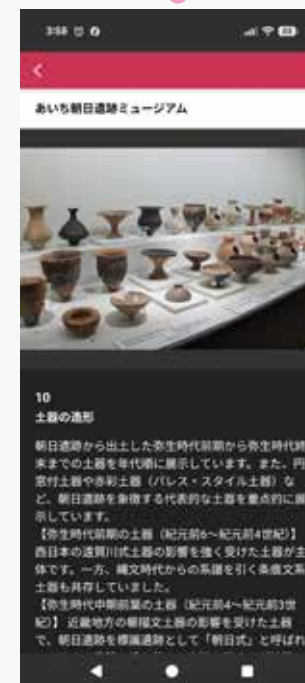 3:58
あいち朝日遺跡ミュージアム
10
土器の造形
朝日遺跡から出土した弥生時代前期から弥生時代終
末までの土器を年代順に展示しています。また、円
窓付土器や赤彩土器(パレス・スタイル土器)な
ど、朝日遺跡を象徴する代表的な土器を重点的に展
示しています。
【弥生時代前期の土器(紀元前6~紀元前4世紀)】
西日本の遠賀川式土器の影響を強く受けた土器が主
体です。一方、縄文時代からの系譜を引く条痕文系
土器も共存していました。
【弥生時代中期前葉の土器(紀元前4~紀元前3世
紀)】 近畿地方の櫛描文土器の影響を受けた土器
で、朝日遺跡を標識遺跡として「朝日式」と呼ばれ